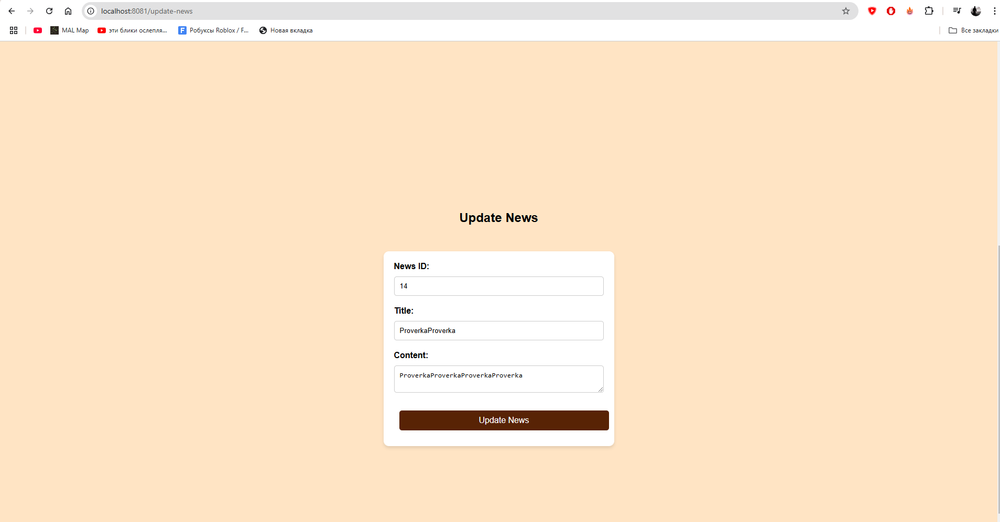 localhost:8081/update-news
MAL Map
эти блики ослепля...
Робуксы Roblox / F...
Новая вкладка
Все закладки
Update News
News ID:
14
Title:
ProverkaProverka
Content:
ProverkaProverkaProverkaProverka
Update News